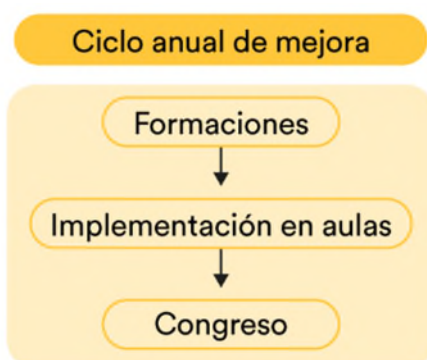 Ciclo anual de mejora
Formaciones
Implementación en aulas
Congreso